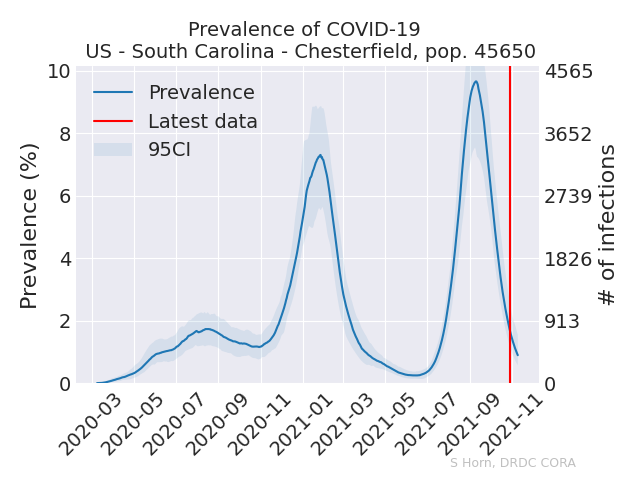 Prevalence of COVID-19
US - South Carolina - Chesterfield, pop. 45650
Prevalence
Latest data
95CI
Prevalence (%)
10
8
6
4
2
0
4565
3652
2739
1826
913
0
# of infections
2020-03
2020-05
2020-07
2020-09
2020-11
2021-01
2021-03
2021-05
2021-07
2021-09
2021-11
S Horn, DRDC CORA